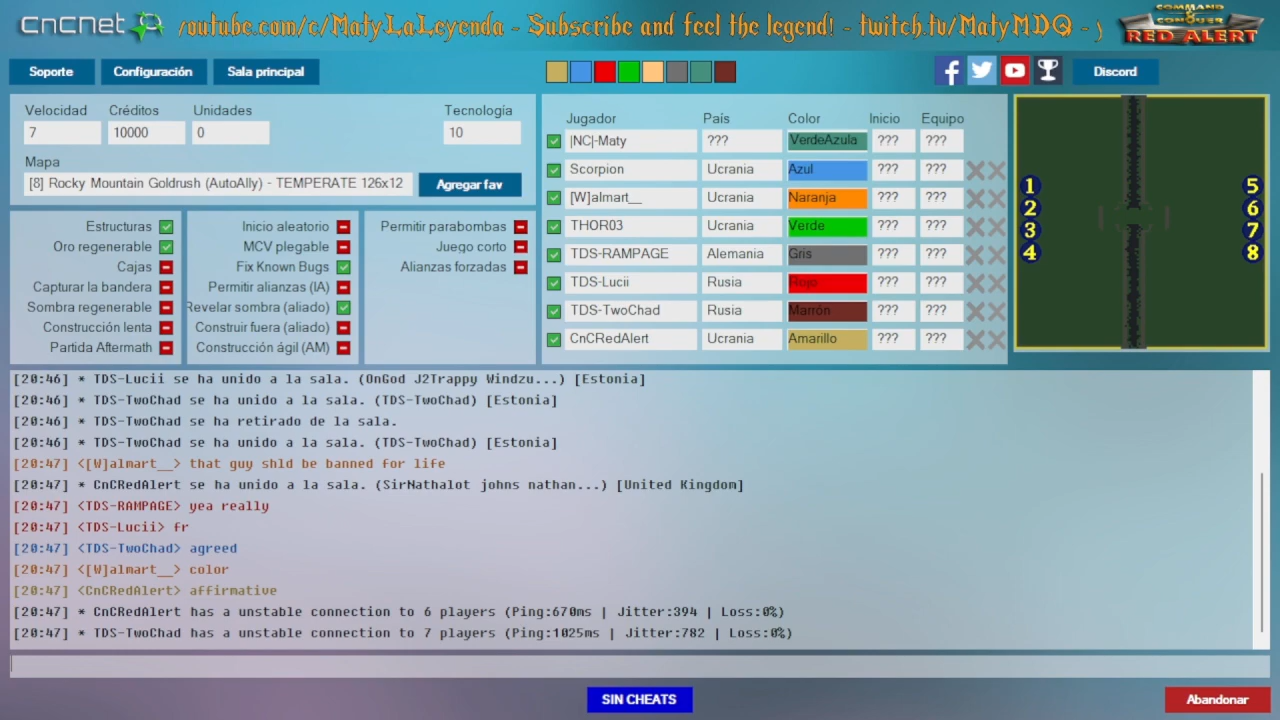 CnCNet /outube.com/c/MatyLaLeyenda - Subscribe and feel the legend! - twitch.tu/MatyMDQ - COMMAND & CONQUER RED ALERT
Soporte Configuración Sala principal Discord
Velocidad Créditos Unidades Tecnología
7 10000 0 10
Mapa
[8] Rocky Mountain Goldrush (AutoAlly) - TEMPERATE 126x12 Agregar fav
Estructuras Inicio aleatorio Permitir parabombas
Oro regenerable MCV plegable Juego corto
Cajas Fix Known Bugs Alianzas forzadas
Capturar la bandera Permitir alianzas (IA)
Sombra regenerable Revelar sombra (aliado)
Construcción lenta Construir fuera (aliado)
Partida Aftermath Construcción ágil (AM)
Jugador País Color Inicio Equipo
|NC|-Maty ??? VerdeAzula ??? ???
Scorpion Ucrania Azul ??? ???
[W]almart__ Ucrania Naranja ??? ???
THOR03 Ucrania Verde ??? ???
TDS-RAMPAGE Alemania Gris ??? ???
TDS-Lucii Rusia Rojo ??? ???
TDS-TwoChad Rusia Marrón ??? ???
CnCRedAlert Ucrania Amarillo ??? ???
1 5
2 6
3 7
4 8
[20:46] * TDS-Lucii se ha unido a la sala. (OnGod J2Trappy Windzu...) [Estonia]
[20:46] * TDS-TwoChad se ha unido a la sala. (TDS-TwoChad) [Estonia]
[20:46] * TDS-TwoChad se ha retirado de la sala.
[20:46] * TDS-TwoChad se ha unido a la sala. (TDS-TwoChad) [Estonia]
[20:47] <[W]almart__> that guy shld be banned for life
[20:47] * CnCRedAlert se ha unido a la sala. (SirNathalot johns nathan...) [United Kingdom]
[20:47] <TDS-RAMPAGE> yea really
[20:47] <TDS-Lucii> fr
[20:47] <TDS-TwoChad> agreed
[20:47] <[W]almart__> color
[20:47] <CnCRedAlert> affirmative
[20:47] * CnCRedAlert has a unstable connection to 6 players (Ping:670ms | Jitter:394 | Loss:0%)
[20:47] * TDS-TwoChad has a unstable connection to 7 players (Ping:1025ms | Jitter:782 | Loss:0%)
SIN CHEATS Abandonar